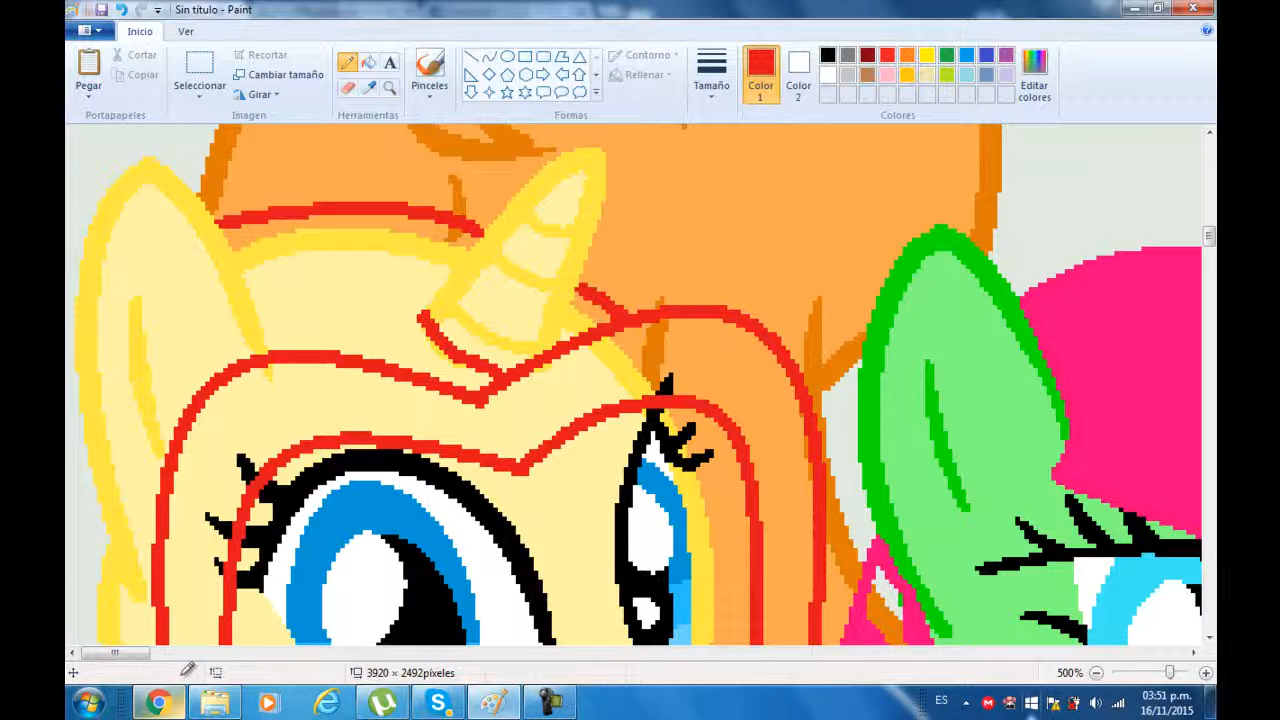 Sin título - Paint
Inicio Ver
Pegar
Cortar
Copiar
Portapapeles
Seleccionar
Recortar
Cambiar tamaño
Girar
Imagen
A
Herramientas
Pinceles
Contorno
Rellenar
Formas
Tamaño
Color 1
Color 2
Editar colores
Colores
3920 × 2492píxeles
500%
ES
03:51 p.m.
16/11/2015